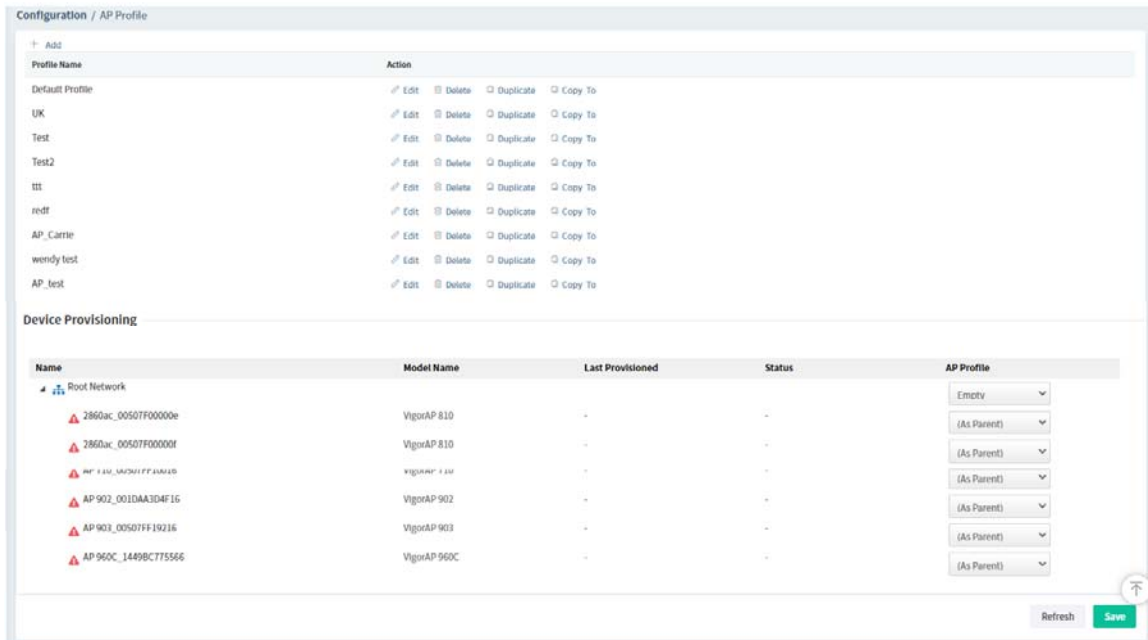 Configuration / AP Profile
+ Add
Profile Name Action
Default Profile Edit Delete Duplicate Copy To
UK Edit Delete Duplicate Copy To
Test Edit Delete Duplicate Copy To
Test2 Edit Delete Duplicate Copy To
ttt Edit Delete Duplicate Copy To
redf Edit Delete Duplicate Copy To
AP_Carrie Edit Delete Duplicate Copy To
wendy test Edit Delete Duplicate Copy To
AP_test Edit Delete Duplicate Copy To
Device Provisioning
Name Model Name Last Provisioned Status AP Profile
Root Network Empty
2860ac_00507F00000e VigorAP 810 - - (As Parent)
2860ac_00507F00000f VigorAP 810 - - (As Parent)
- - (As Parent)
AP 902_001DAA3D4F16 VigorAP 902 - - (As Parent)
AP 903_00507FF19216 VigorAP 903 - - (As Parent)
AP 960C_1449BC775566 VigorAP 960C - - (As Parent)
Refresh Save